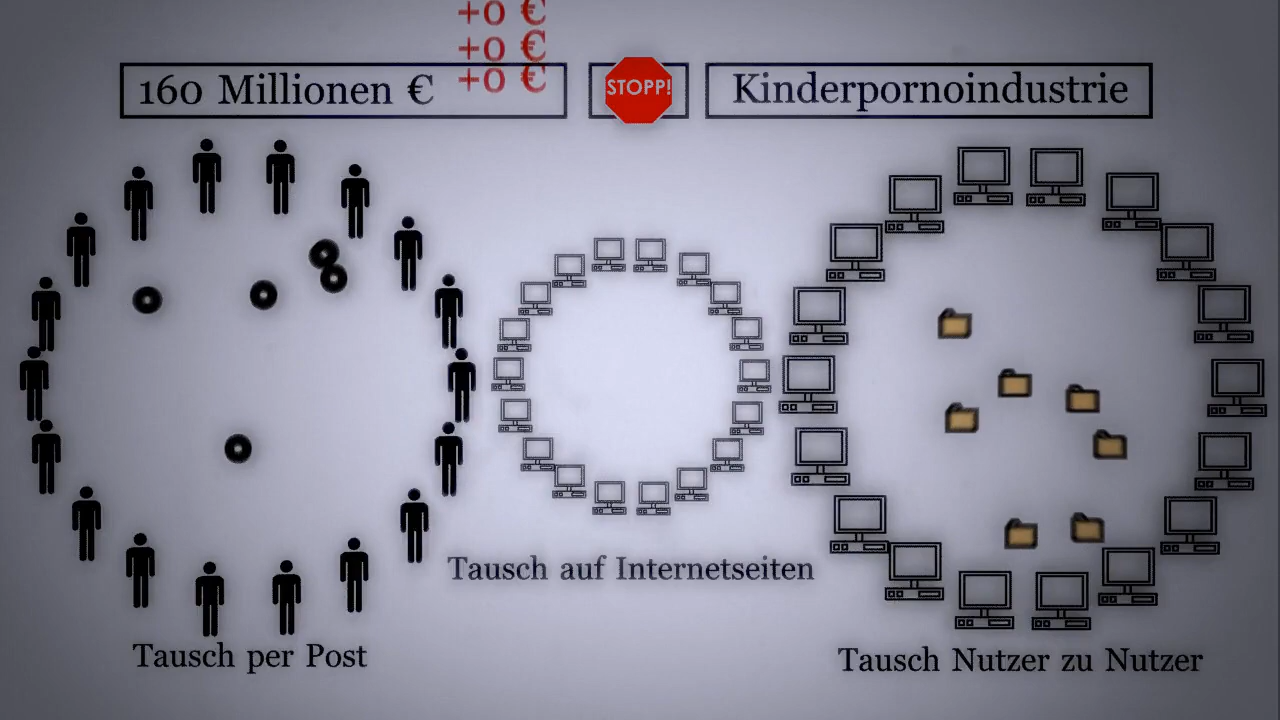 +0 €
+0 €
+0 €
160 Millionen €
STOPP!
Kinderpornoindustrie
Tausch auf Internetseiten
Tausch per Post
Tausch Nutzer zu Nutzer